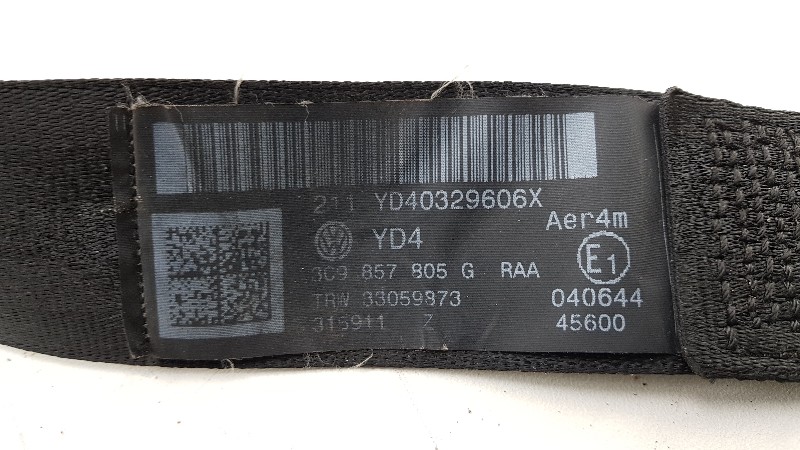 211 YD40329606X
Aer4m
YD4
E1
3C9 857 805 G RAA
TRW 33059873
040644
315911 Z
45600